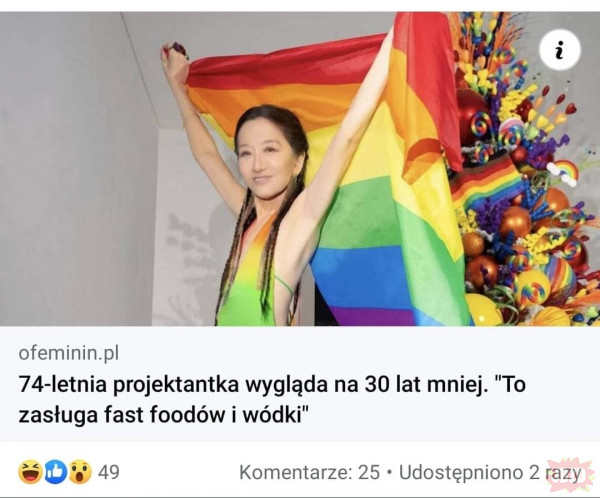 ofeminin.pl
74-letnia projektantka wygląda na 30 lat mniej. "To
zasługa fast foodów i wódki"
49
Komentarze: 25 • Udostępniono 2 razy